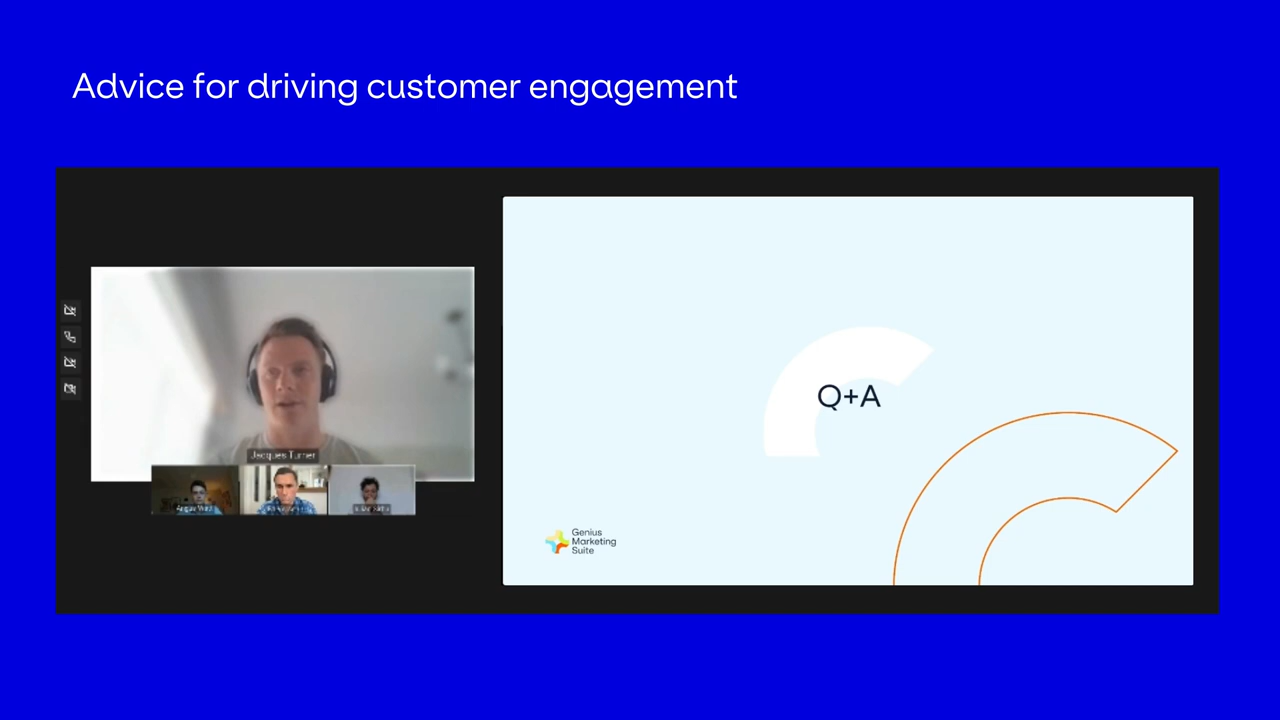 Advice for driving customer engagement
Jacques Turner
Q+A
Genius
Marketing
Suite